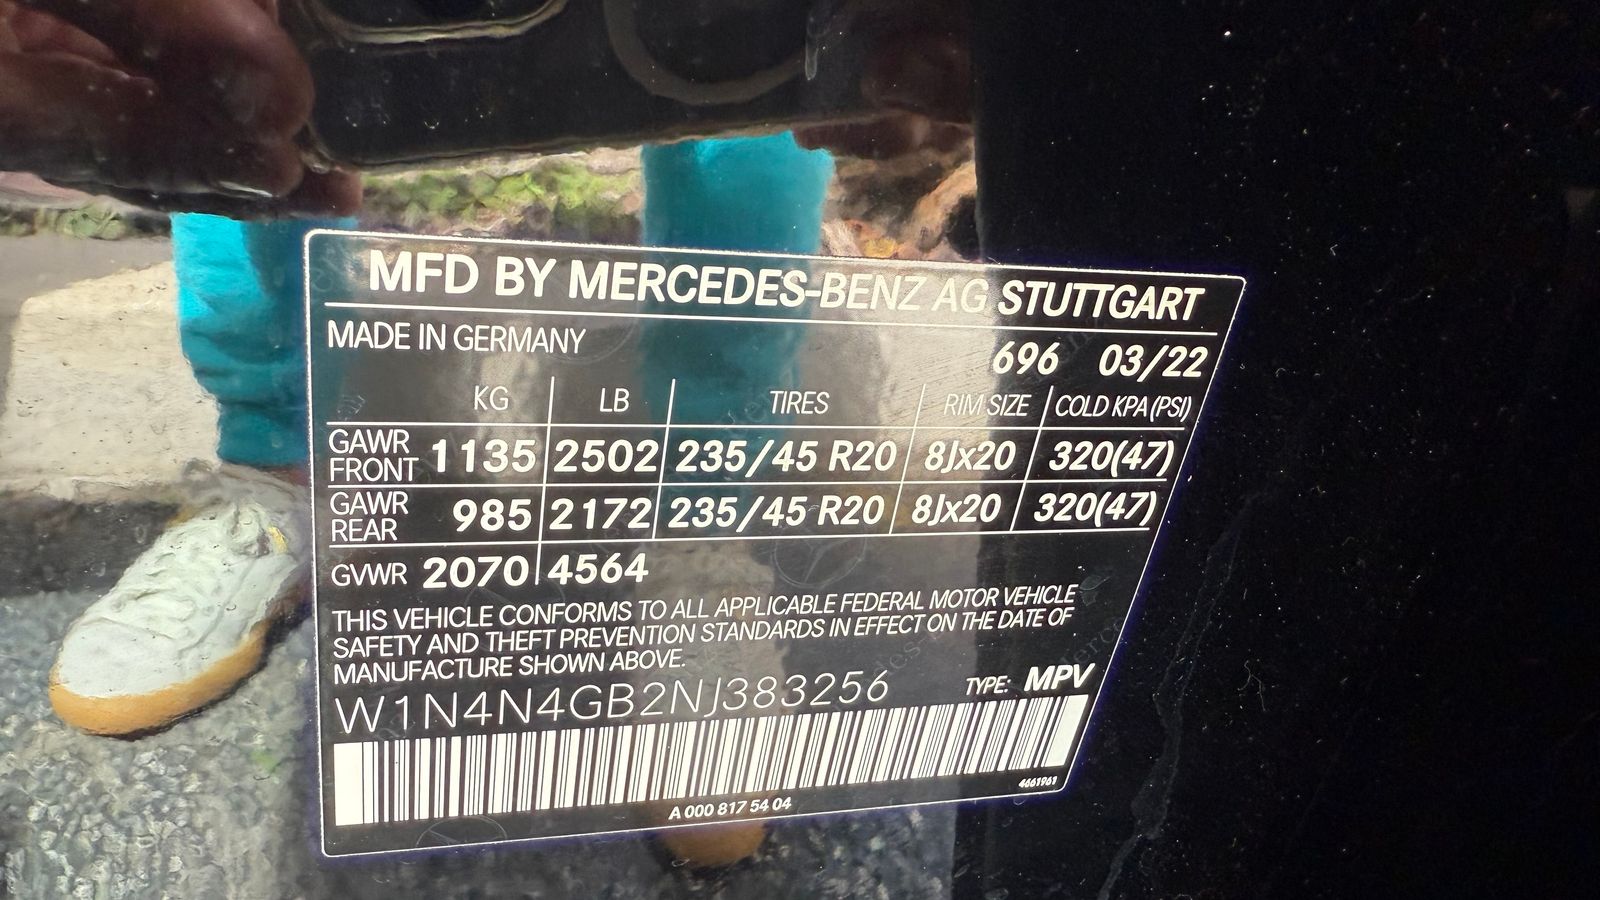 MFD BY MERCEDES-BENZ AG STUTTGART
MADE IN GERMANY
696 03/22
KG LB TIRES RIM SIZE COLD KPA (PSI)
GAWR FRONT 1135 2502 235/45 R20 8Jx20 320(47)
GAWR REAR 985 2172 235/45 R20 8Jx20 320(47)
GVWR 2070 4564
THIS VEHICLE CONFORMS TO ALL APPLICABLE FEDERAL MOTOR VEHICLE
SAFETY AND THEFT PREVENTION STANDARDS IN EFFECT ON THE DATE OF
MANUFACTURE SHOWN ABOVE.
W1N4N4GB2NJ383256 TYPE: MPV
4661961
A 000 817 54 04